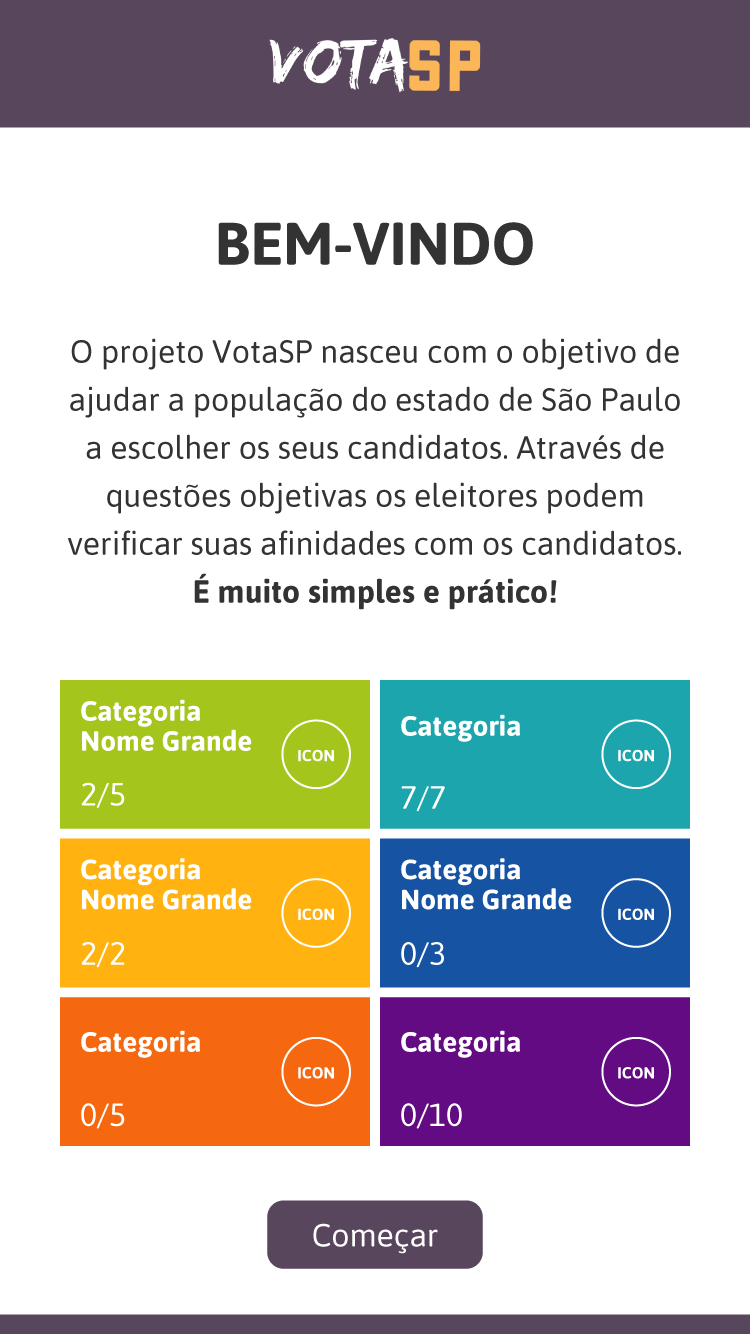 VOTASP
BEM-VINDO
O projeto VotaSP nasceu com o objetivo de
ajudar a população do estado de São Paulo
a escolher os seus candidatos. Através de
questões objetivas os eleitores podem
verificar suas afinidades com os candidatos.
É muito simples e prático!
Categoria
Nome Grande
ICON
2/5
Categoria
ICON
7/7
Categoria
Nome Grande
ICON
2/2
Categoria
Nome Grande
ICON
0/3
Categoria
ICON
0/5
Categoria
ICON
0/10
Começar